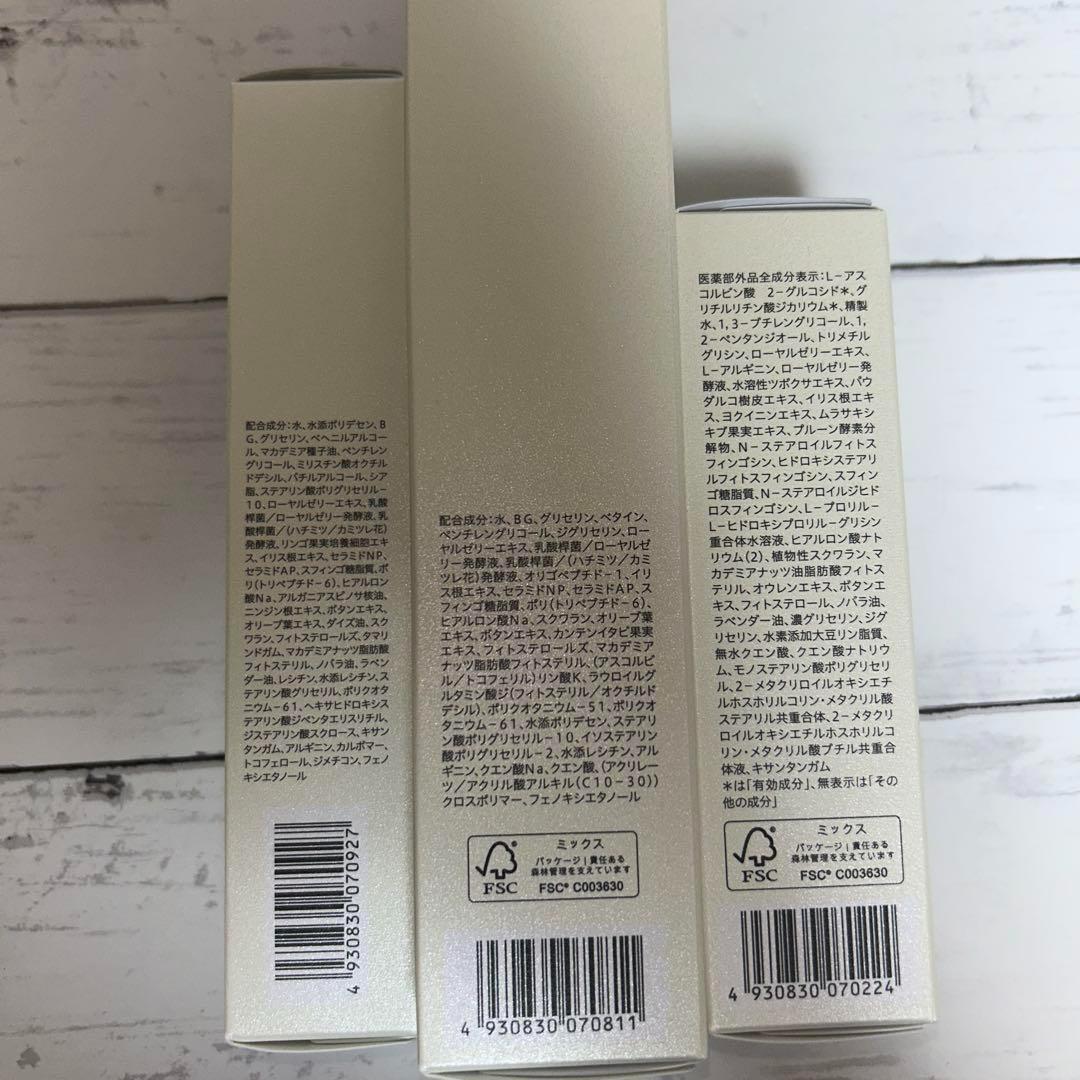 配合成分：水、水添ポリデセン、B
G、グリセリン、ベヘニルアルコー
ル、マカデミア種子油、ペンチレン
グリコール、ミリスチン酸オクチル
ドデシル、バチルアルコール、シア
脂、ステアリン酸ポリグリセリル－
10、ローヤルゼリーエキス、乳酸
桿菌／ローヤルゼリー発酵液、乳
酸桿菌／（ハチミツ／カミツレ花）
発酵液、リンゴ果実培養細胞エキ
ス、イリス根エキス、セラミドNP、
セラミドAP、スフィンゴ糖脂質、ポ
リ（トリペプチド－6）、ヒアルロン
酸Na、アルガニアスピノサ核油、
ニンジン根エキス、ボタンエキス、
オリーブ葉エキス、ダイズ油、スク
ワラン、フィトステロールズ、タマリ
ンドガム、マカデミアナッツ脂肪酸
フィトステリル、ノバラ油、ラベン
ダー油、レシチン、水添レシチン、ス
テアリン酸グリセリル、ポリクオタ
ニウム－61、ヘキサヒドロキシス
テアリン酸ジペンタエリスリチル、
ジステアリン酸スクロース、キサ
ンタンガム、アルギニン、カルボマー、
トコフェロール、ジメチコン、フェノ
キシエタノール
4 930830 070927
配合成分：水、BG、グリセリン、ベタイン、
ペンチレングリコール、ジグリセリン、ロー
ヤルゼリーエキス、乳酸桿菌／ローヤルゼ
リー発酵液、乳酸桿菌／（ハチミツ／カミ
ツレ花）発酵液、オリゴペプチド－1、イリ
ス根エキス、セラミドNP、セラミドAP、ス
フィンゴ糖脂質、ポリ（トリペプチド－6）、
ヒアルロン酸Na、スクワラン、オリーブ葉
エキス、ボタンエキス、カンテンイタビ果実
エキス、フィトステロールズ、マカデミア
ナッツ脂肪酸フィトステリル、（アスコルビ
ル／トコフェリル）リン酸K、ラウロイルグ
ルタミン酸ジ（フィトステリル／オクチルド
デシル）、ポリクオタニウム－51、ポリクオ
タニウム－61、水添ポリデセン、ステアリ
ン酸ポリグリセリル－10、イソステアリン
酸ポリグリセリル－2、水添レシチン、アル
ギニン、クエン酸Na、クエン酸、（アクリレー
ツ／アクリル酸アルキル（C10－30））
クロスポリマー、フェノキシエタノール
FSC
ミックス
パッケージ｜責任ある
森林管理を支えています
FSC® C003630
4 930830 070811
医薬部外品全成分表示：L－アス
コルビン酸 2－グルコシド＊、グ
リチルリチン酸ジカリウム＊、精製
水、1,3－ブチレングリコール、1,
2－ペンタンジオール、トリメチル
グリシン、ローヤルゼリーエキス、
L－アルギニン、ローヤルゼリー発
酵液、水溶性ツボクサエキス、パウ
ダルコ樹皮エキス、イリス根エキ
ス、ヨクイニンエキス、ムラサキシ
キブ果実エキス、プルーン酵素分
解物、N－ステアロイルフィトス
フィンゴシン、ヒドロキシステアリ
ルフィトスフィンゴシン、スフィン
ゴ糖脂質、N－ステアロイルジヒド
ロスフィンゴシン、L－プロリル－
L－ヒドロキシプロリル－グリシン
重合体水溶液、ヒアルロン酸ナ
トリウム（2）、植物性スクワラン、マ
カデミアナッツ油脂肪酸フィトス
テリル、オウレンエキス、ボタンエ
キス、フィトステロール、ノバラ油、
ラベンダー油、濃グリセリン、ジグ
リセリン、水素添加大豆リン脂質、
無水クエン酸、クエン酸ナトリウ
ム、モノステアリン酸ポリグリセリ
ル、2－メタクリロイルオキシエチ
ルホスホリルコリン・メタクリル酸
ステアリル共重合体、2－メタクリ
ロイルオキシエチルホスホリルコ
リン・メタクリル酸ブチル共重合
体液、キサンタンガム
＊は「有効成分」、無表示は「その
他の成分」
FSC
ミックス
パッケージ｜責任ある
森林管理を支えています
FSC® C003630
4 930830 070224